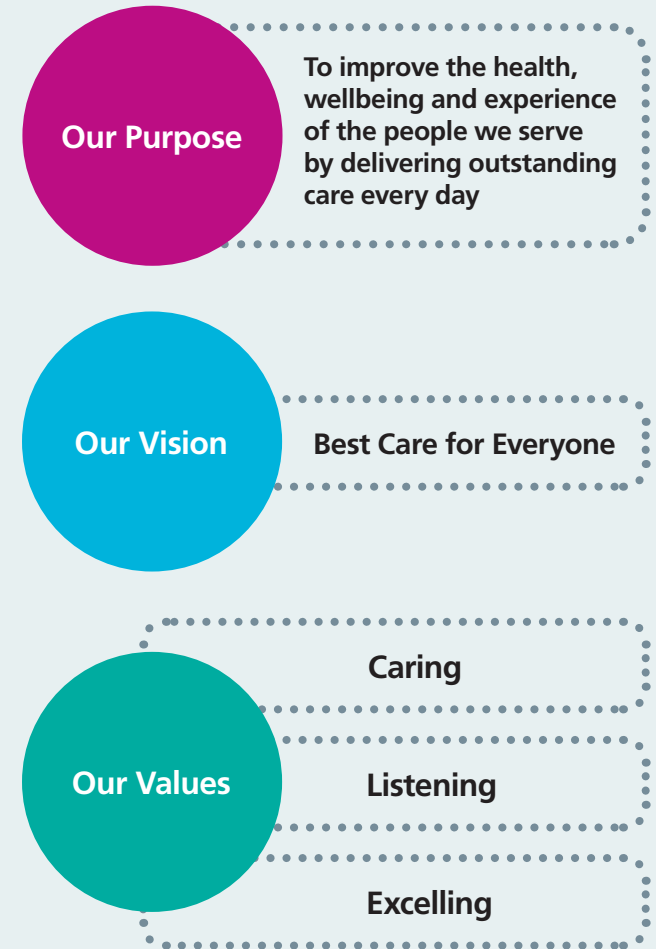 Our Purpose
To improve the health,
wellbeing and experience
of the people we serve
by delivering outstanding
care every day
Our Vision
Best Care for Everyone
Our Values
Caring
Listening
Excelling